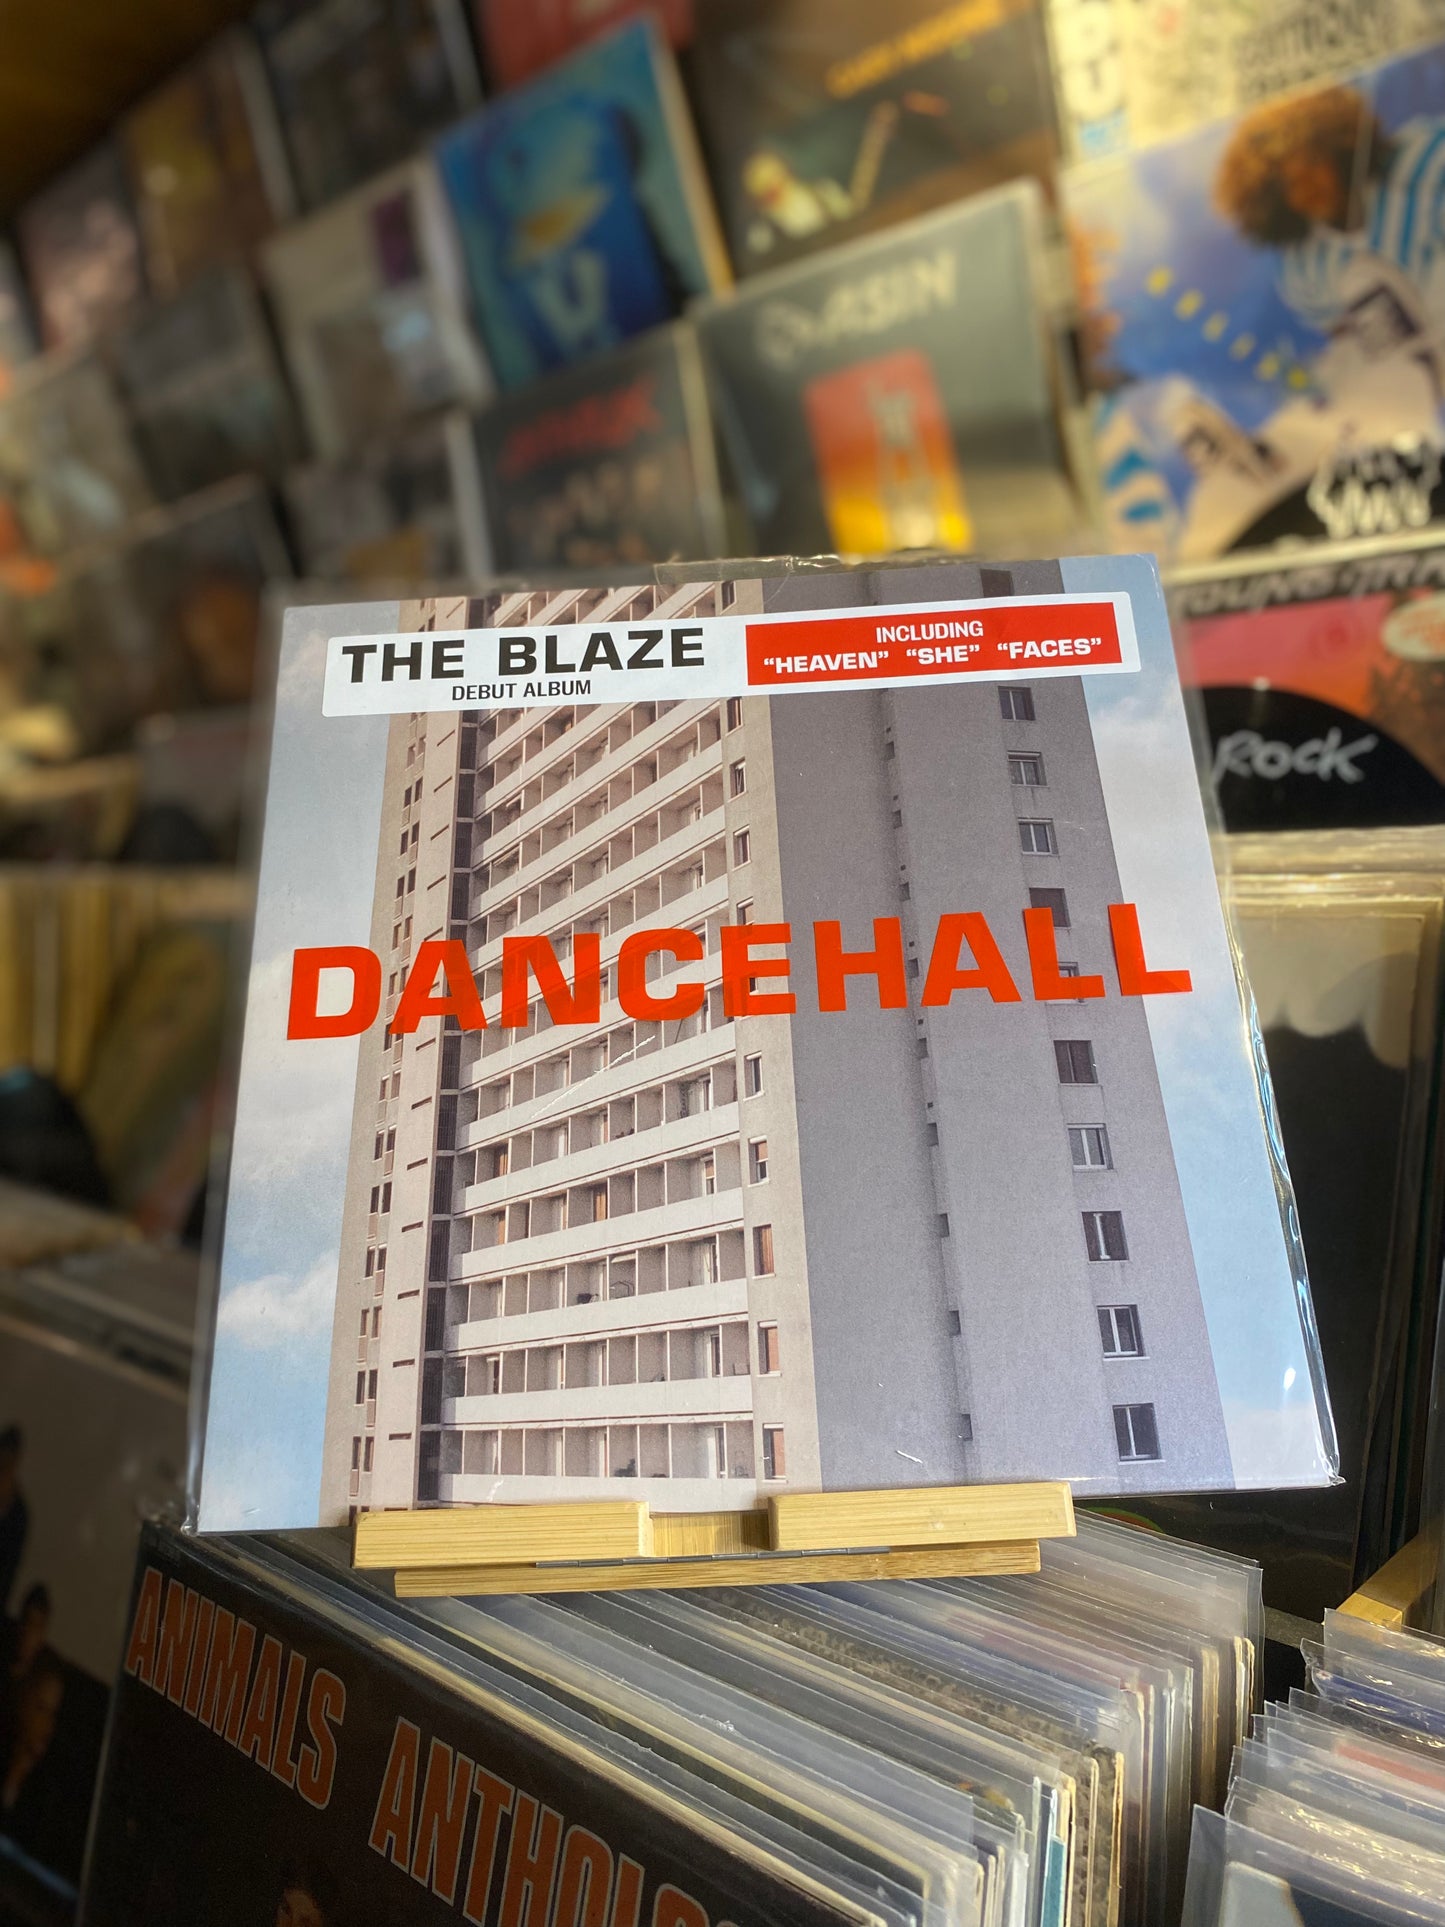 THE BLAZE
DEBUT ALBUM
INCLUDING
“HEAVEN” “SHE” “FACES”
DANCEHALL
ROCK
ANIMALS ANTHOLO